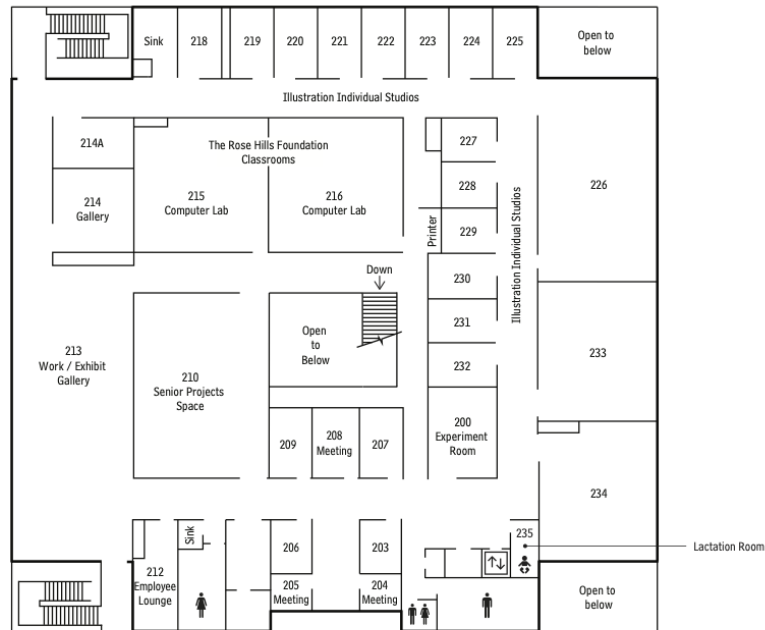 Sink
218
219
220
221
222
223
224
225
Open to
below
Illustration Individual Studios
The Rose Hills Foundation
Classrooms
214A
214
Gallery
215
Computer Lab
216
Computer Lab
227
228
229
Printer
Illustration Individual Studios
226
230
231
232
Down
Open
to
Below
213
Work / Exhibit
Gallery
210
Senior Projects
Space
233
209
208
Meeting
207
200
Experiment
Room
234
Sink
206
203
235
Lactation Room
212
Employee
Lounge
205
Meeting
204
Meeting
Open to
below